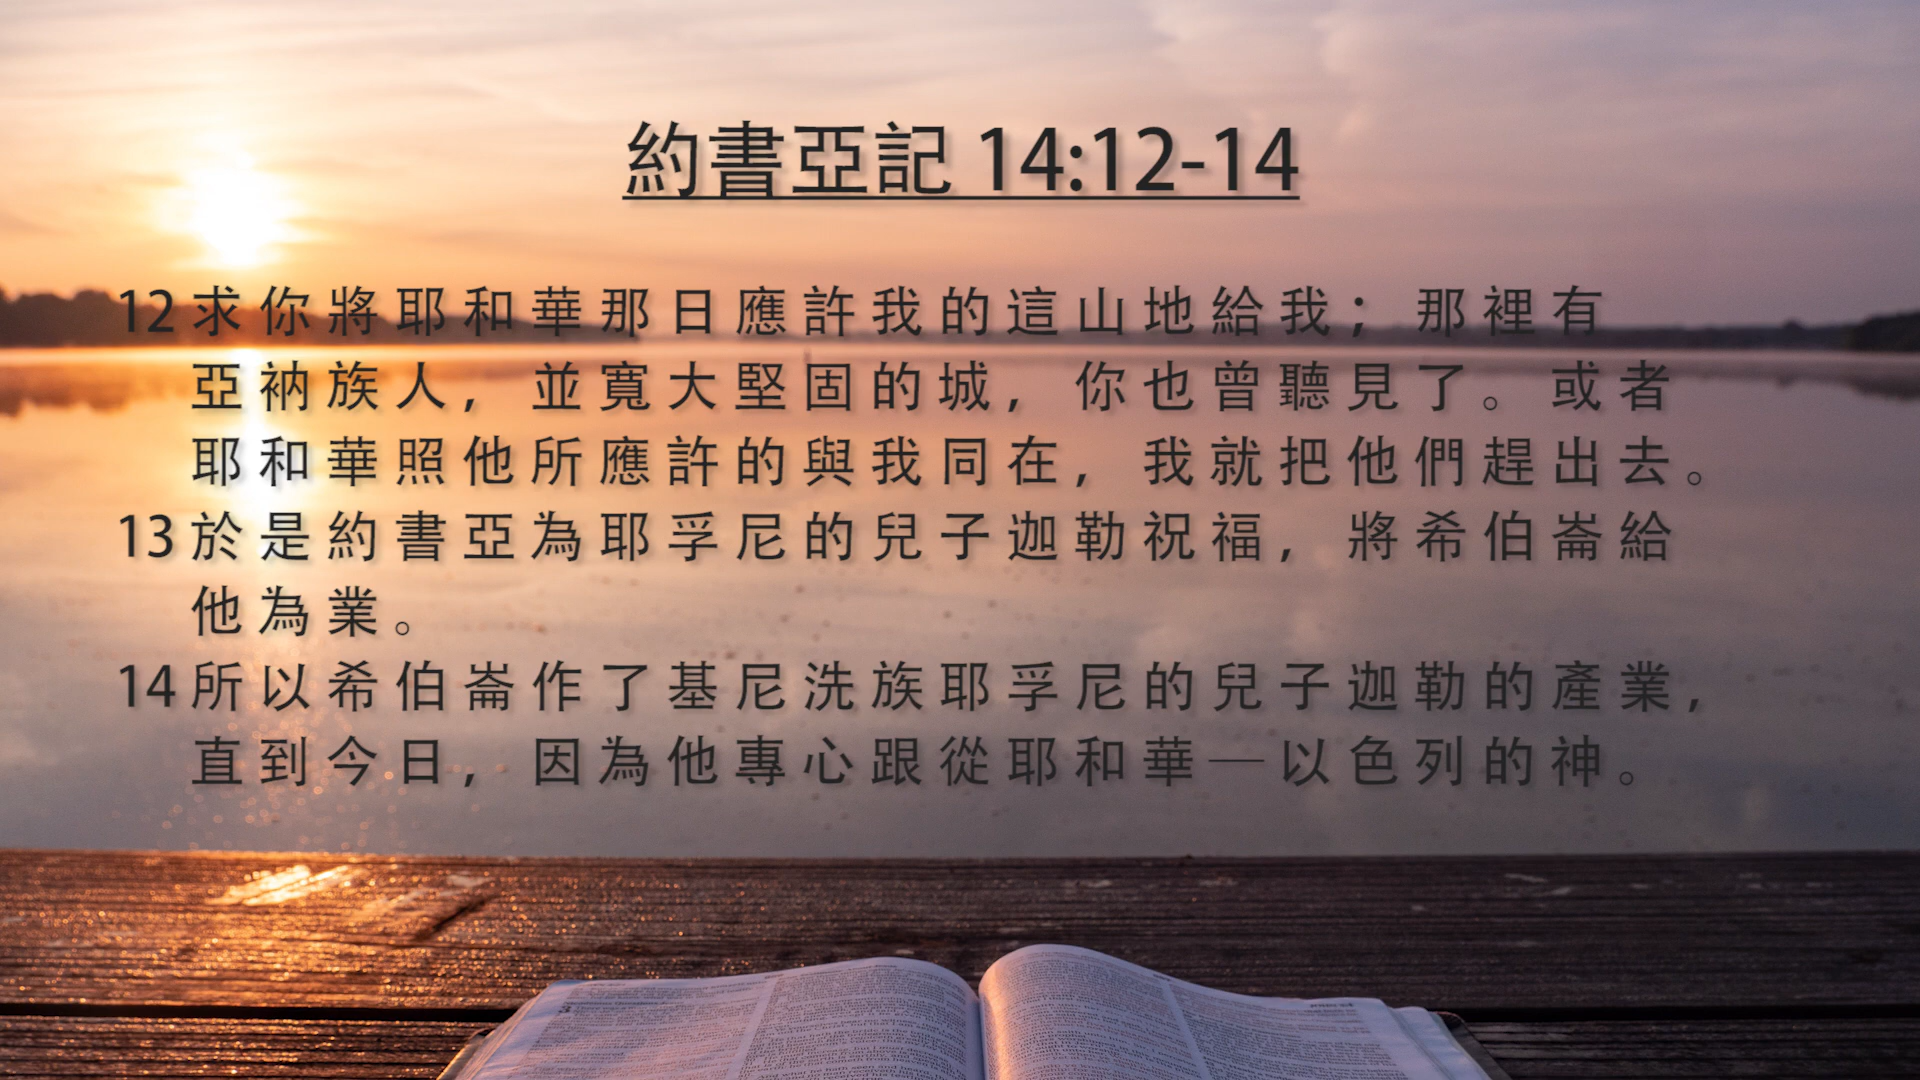 約書亞記 14:12-14
12 求你將耶和華那日應許我的這山地給我；那裡有
亞衲族人，並寬大堅固的城，你也曾聽見了。或者
耶和華照他所應許的與我同在，我就把他們趕出去。
13 於是約書亞為耶孚尼的兒子迦勒祝福，將希伯崙給
他為業。
14 所以希伯崙作了基尼洗族耶孚尼的兒子迦勒的產業，
直到今日，因為他專心跟從耶和華─以色列的神。